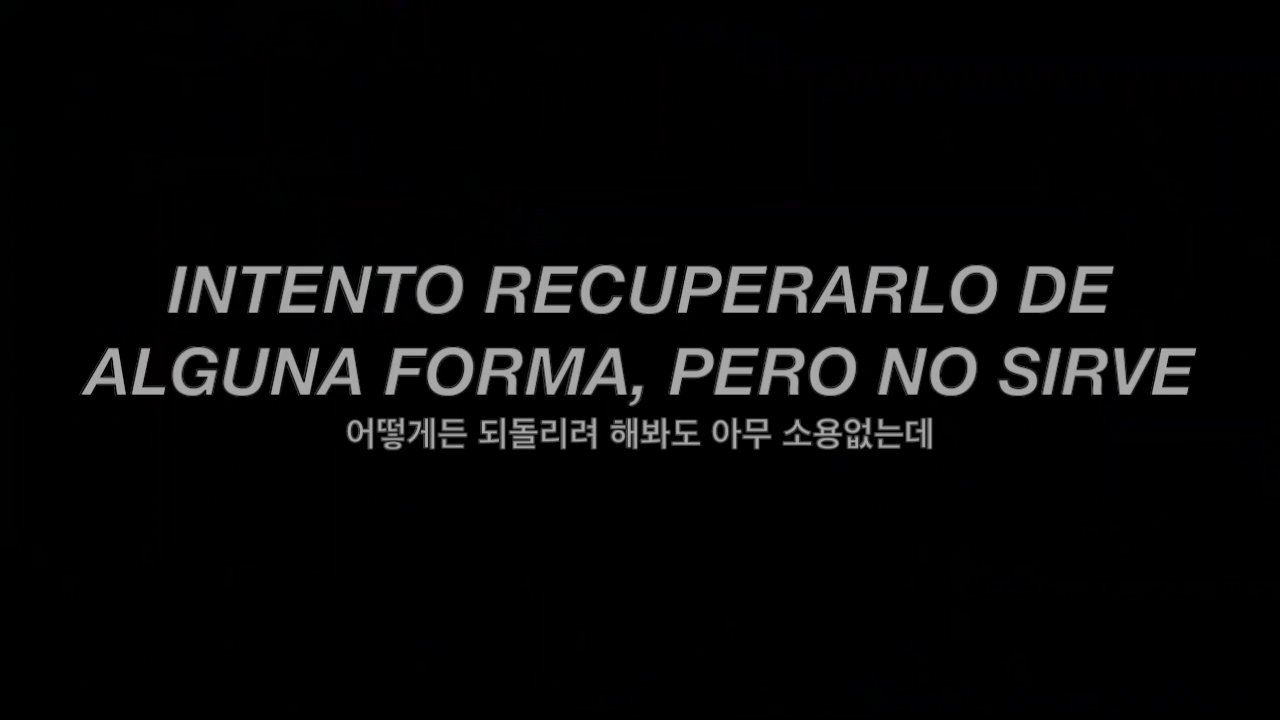 INTENTO RECUPERARLO DE
ALGUNA FORMA, PERO NO SIRVE
어떻게든 되돌리려 해봐도 아무 소용없는데